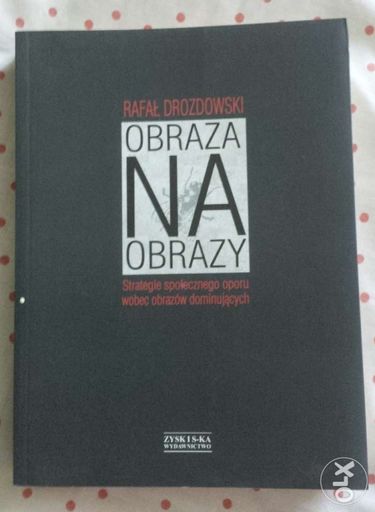 RAFAŁ DROZDOWSKI
OBRAZA
NA
OBRAZY
Strategie społecznego oporu
wobec obrazów dominujących
ZYSK I S-KA
WYDAWNICTWO
OLX